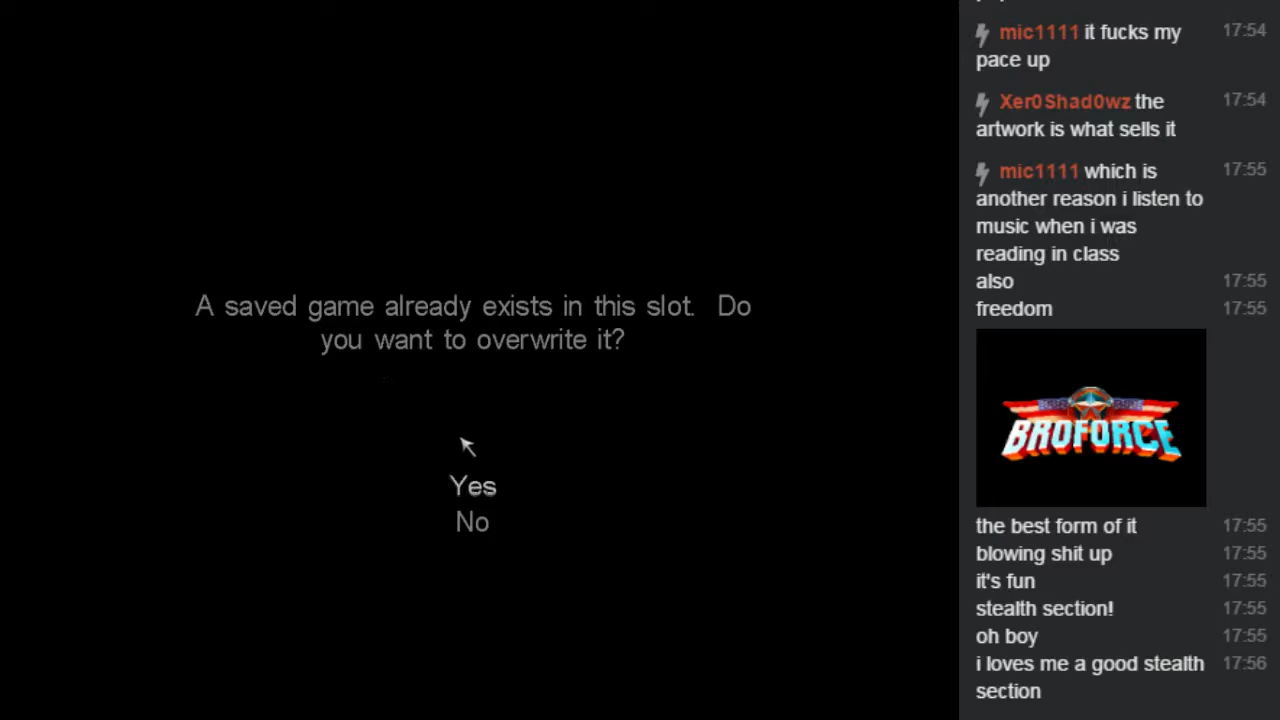 A saved game already exists in this slot. Do
you want to overwrite it?
Yes
No
mic1111 it fucks my 17:54
pace up
Xer0Shad0wz the 17:54
artwork is what sells it
mic1111 which is 17:55
another reason i listen to
music when i was
reading in class
also 17:55
freedom 17:55
BROFORCE
the best form of it 17:55
blowing shit up 17:55
it's fun 17:55
stealth section! 17:55
oh boy 17:55
i loves me a good stealth 17:56
section